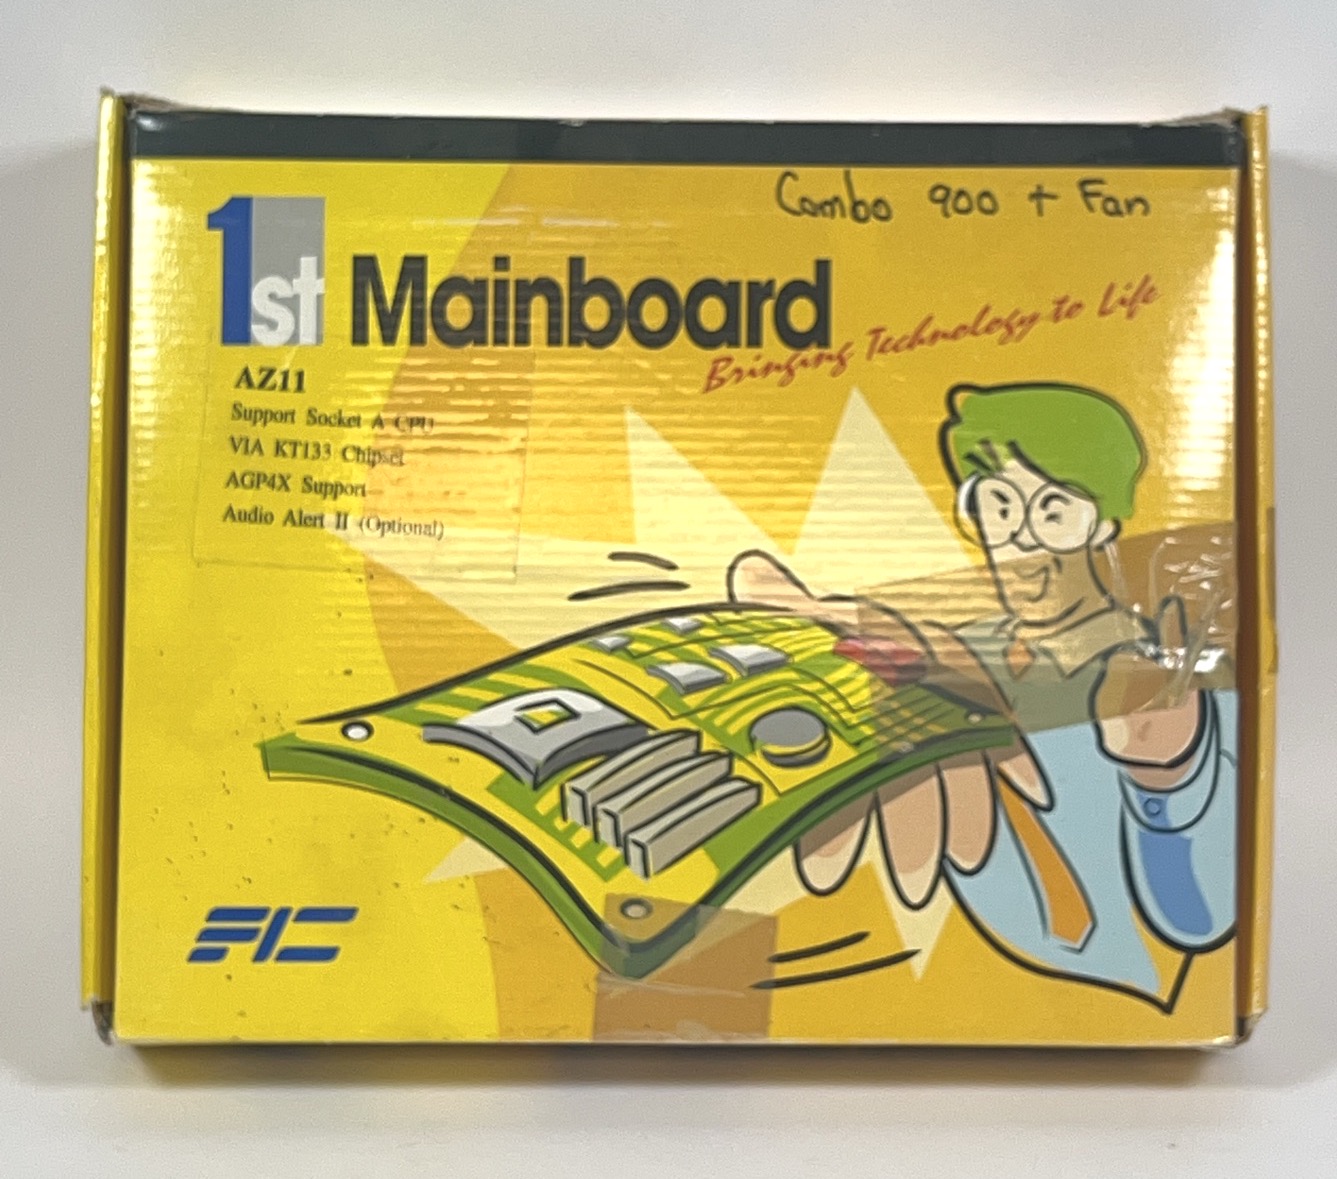 Combo 900 + Fan
1st Mainboard
Bringing Technology to Life
AZ11
Support Socket A CPU
VIA KT133 Chipset
AGP4X Support
Audio Alert II (Optional)
FIC